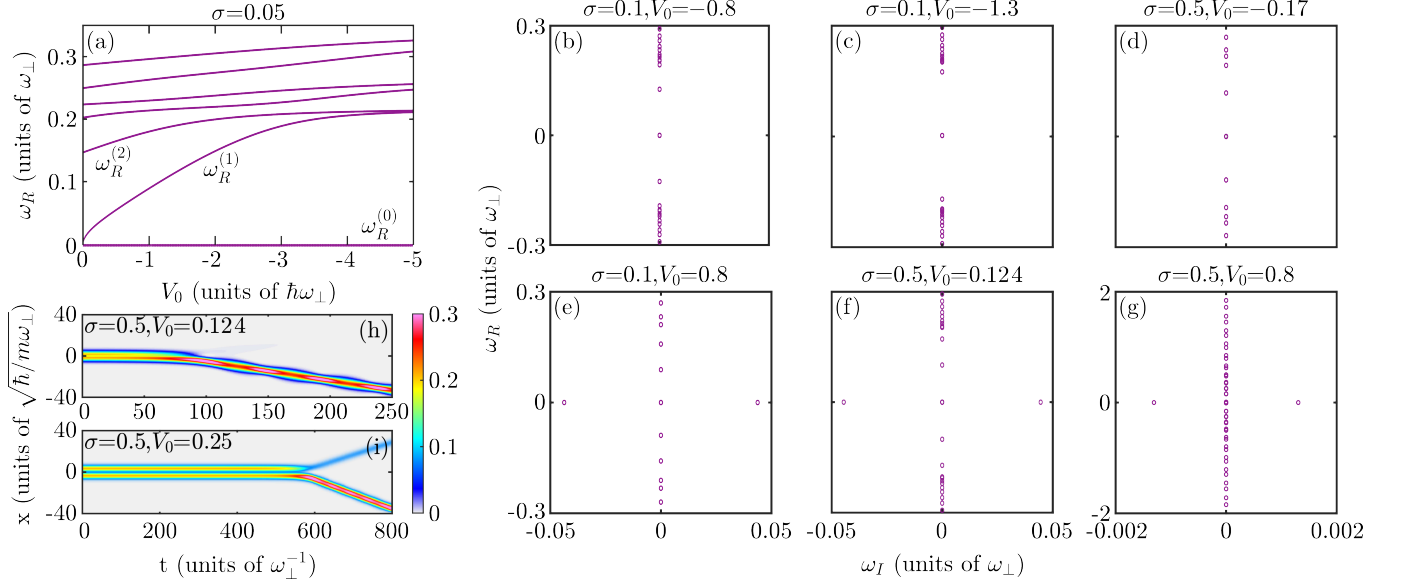 σ=0.05
(a)
0.3
0.2
0.1
0
ω_R (units of ω_⊥)
ω_R^(2)
ω_R^(1)
ω_R^(0)
0 -1 -2 -3 -4 -5
V_0 (units of ħω_⊥)
σ=0.1,V_0=−0.8
(b)
0.3
0
-0.3
σ=0.1,V_0=−1.3
(c)
σ=0.5,V_0=−0.17
(d)
ω_R (units of ω_⊥)
σ=0.1,V_0=0.8
(e)
0.3
0
-0.3
-0.05 0 0.05
σ=0.5,V_0=0.124
(f)
0 0.05
σ=0.5,V_0=0.8
(g)
2
0
-2
-0.002 0 0.002
ω_I (units of ω_⊥)
x (units of √ħ/mω_⊥)
σ=0.5,V_0=0.124
(h)
40
0
-40
0 50 100 150 200 250
σ=0.5,V_0=0.25
(i)
40
0
-40
0 200 400 600 800
t (units of ω_⊥^−1)
0.3
0.2
0.1
0